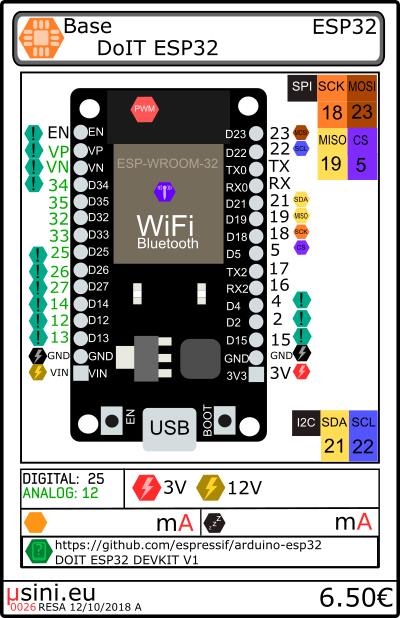 Base
ESP32
DoIT ESP32
PWM
SPI SCK MOSI
18 23
MISO CS
19 5
ESP-WROOM-32
WiFi
Bluetooth
! EN EN D23 23 MOSI
! VP VP D22 22 SCL
! VN VN TX0 TX
! 34 D34 RX0 RX
35 D35 D21 21 SDA
32 D32 D19 19 MISO
33 D33 D18 18 SCK
! 25 D25 D5 5 CS
! 26 D26 TX2 17
! 27 D27 RX2 16
! 14 D14 D4 4 !
! 12 D12 D2 2 !
! 13 D13 D15 15 !
GND GND GND GND
VIN VIN 3V3 3V
EN USB BOOT
I2C SDA SCL
21 22
DIGITAL: 25
ANALOG: 12
3V 12V
mA zzz mA
? https://github.com/espressif/arduino-esp32
DOIT ESP32 DEVKIT V1
µsini.eu
0026 RESA 12/10/2018 A
6.50€